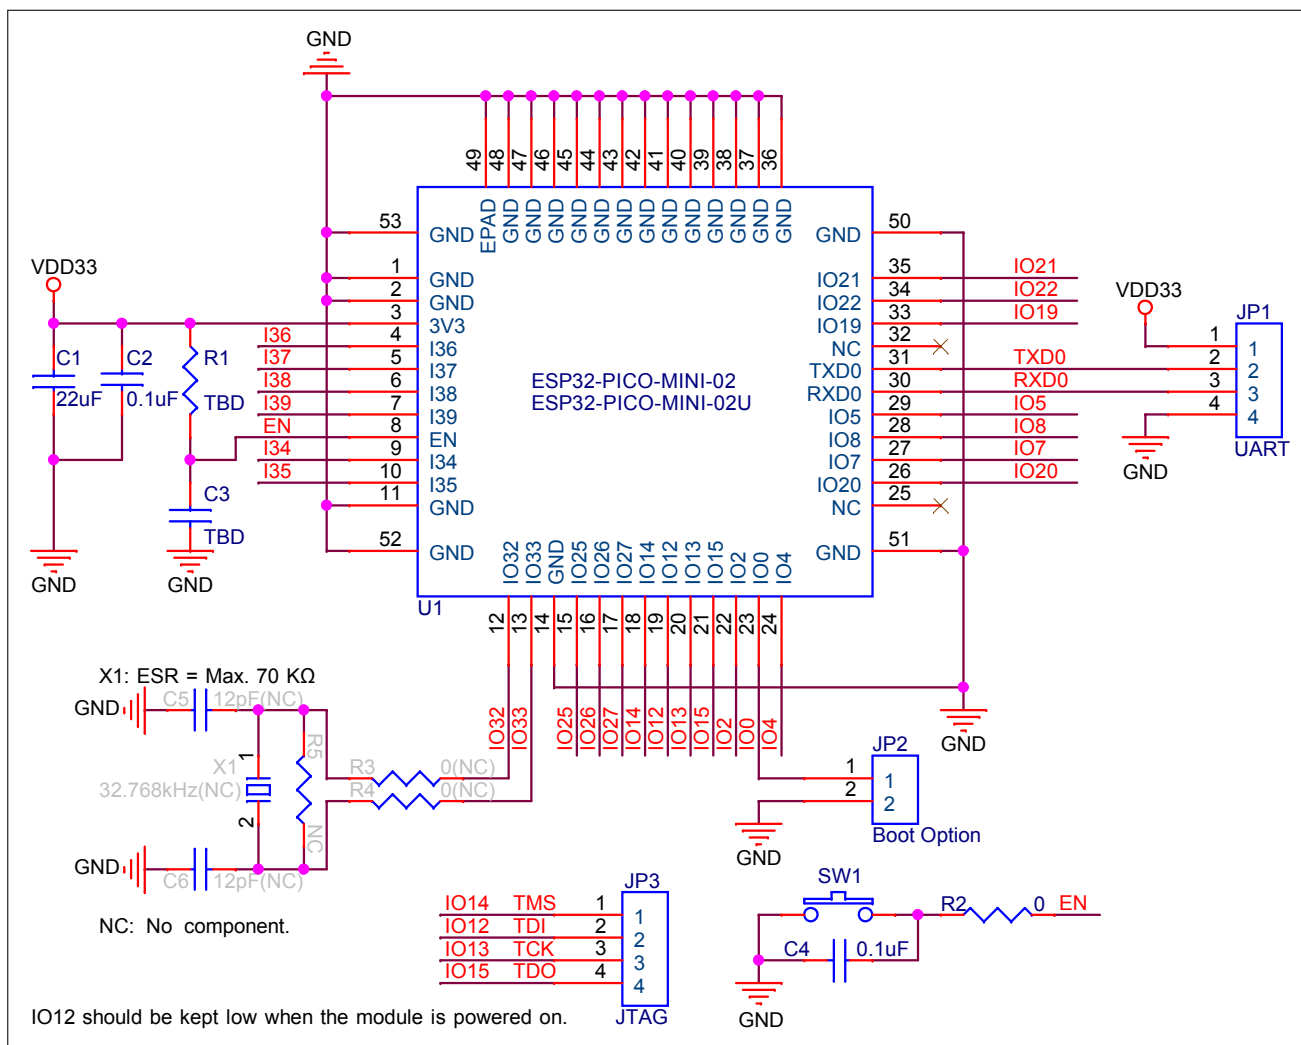 GND
49
48
47
46
45
44
43
42
41
40
39
38
37
36
EPAD
GND
GND
GND
GND
GND
GND
GND
GND
GND
GND
GND
GND
GND
53
GND
1
GND
2
GND
3
3V3
I36
4
I36
I37
5
I37
I38
6
I38
I39
7
I39
EN
8
EN
I34
9
I34
I35
10
I35
11
GND
52
GND
VDD33
C1
22uF
C2
0.1uF
R1
TBD
C3
TBD
GND
GND
ESP32-PICO-MINI-02
ESP32-PICO-MINI-02U
GND
50
IO21
35
IO21
IO22
34
IO22
IO19
33
IO19
NC
32
TXD0
31
TXD0
RXD0
30
RXD0
IO5
29
IO5
IO8
28
IO8
IO7
27
IO7
IO20
26
IO20
NC
25
GND
51
VDD33
JP1
1
1
2
2
3
3
4
4
UART
GND
U1
IO32
IO33
GND
IO25
IO26
IO27
IO14
IO12
IO13
IO15
IO2
IO0
IO4
12
13
14
15
16
17
18
19
20
21
22
23
24
IO32
IO33
IO25
IO26
IO27
IO14
IO12
IO13
IO15
IO2
IO0
IO4
GND
X1: ESR = Max. 70 KΩ
GND
C5
12pF(NC)
1
X1
32.768kHz(NC)
2
R5
NC
R3
0(NC)
R4
0(NC)
GND
C6
12pF(NC)
NC: No component.
JP2
1
1
2
2
Boot Option
GND
JP3
IO14
TMS
1
1
IO12
TDI
2
2
IO13
TCK
3
3
IO15
TDO
4
4
JTAG
SW1
R2
0
EN
C4
0.1uF
GND
IO12 should be kept low when the module is powered on.